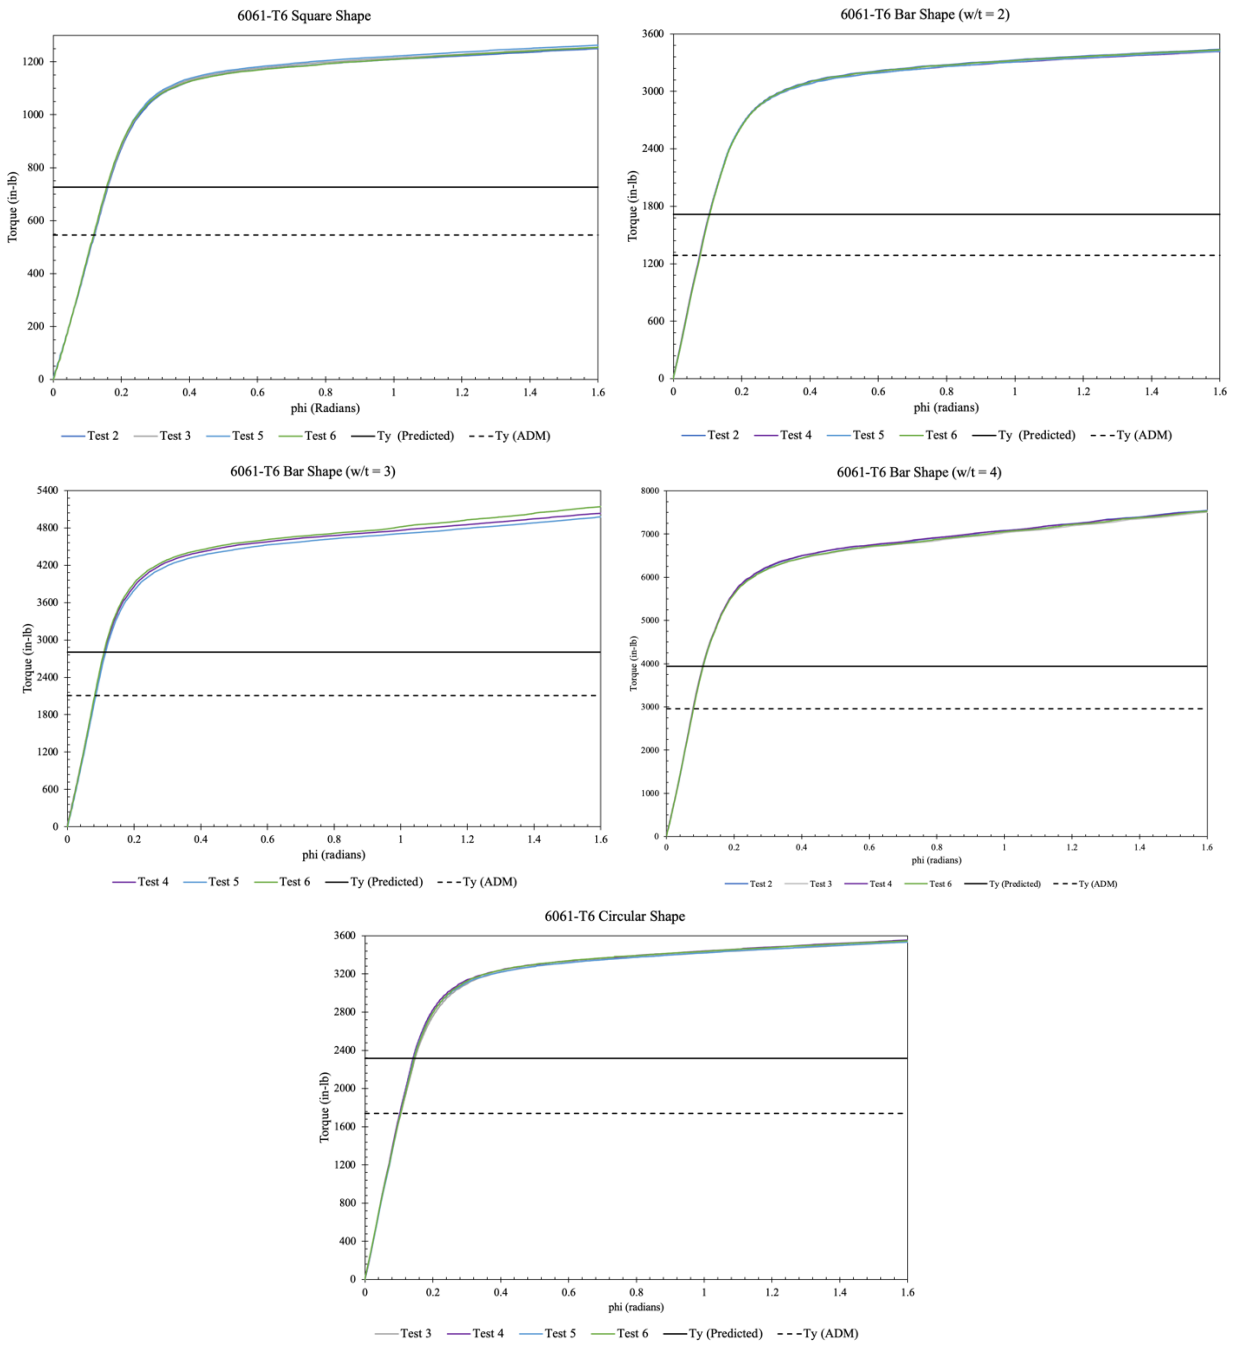 6061-T6 Square Shape
1200
1000
800
600
400
200
0
Torque (in-lb)
0 0.2 0.4 0.6 0.8 1 1.2 1.4 1.6
phi (Radians)
Test 2 Test 3 Test 5 Test 6 Ty (Predicted) Ty (ADM)
6061-T6 Bar Shape (w/t = 2)
3600
3000
2400
1800
1200
600
0
Torque (in-lb)
0 0.2 0.4 0.6 0.8 1 1.2 1.4 1.6
phi (radians)
Test 2 Test 4 Test 5 Test 6 Ty (Predicted) Ty (ADM)
6061-T6 Bar Shape (w/t = 3)
5400
4800
4200
3600
3000
2400
1800
1200
600
0
Torque (in-lb)
0 0.2 0.4 0.6 0.8 1 1.2 1.4 1.6
phi (radians)
Test 4 Test 5 Test 6 Ty (Predicted) Ty (ADM)
6061-T6 Bar Shape (w/t = 4)
8000
7000
6000
5000
4000
3000
2000
1000
0
Torque (in-lb)
0 0.2 0.4 0.6 0.8 1 1.2 1.4 1.6
phi (radians)
Test 2 Test 3 Test 4 Test 6 Ty (Predicted) Ty (ADM)
6061-T6 Circular Shape
3600
3200
2800
2400
2000
1600
1200
800
400
0
Torque (in-lb)
0 0.2 0.4 0.6 0.8 1 1.2 1.4 1.6
phi (radians)
Test 3 Test 4 Test 5 Test 6 Ty (Predicted) Ty (ADM)